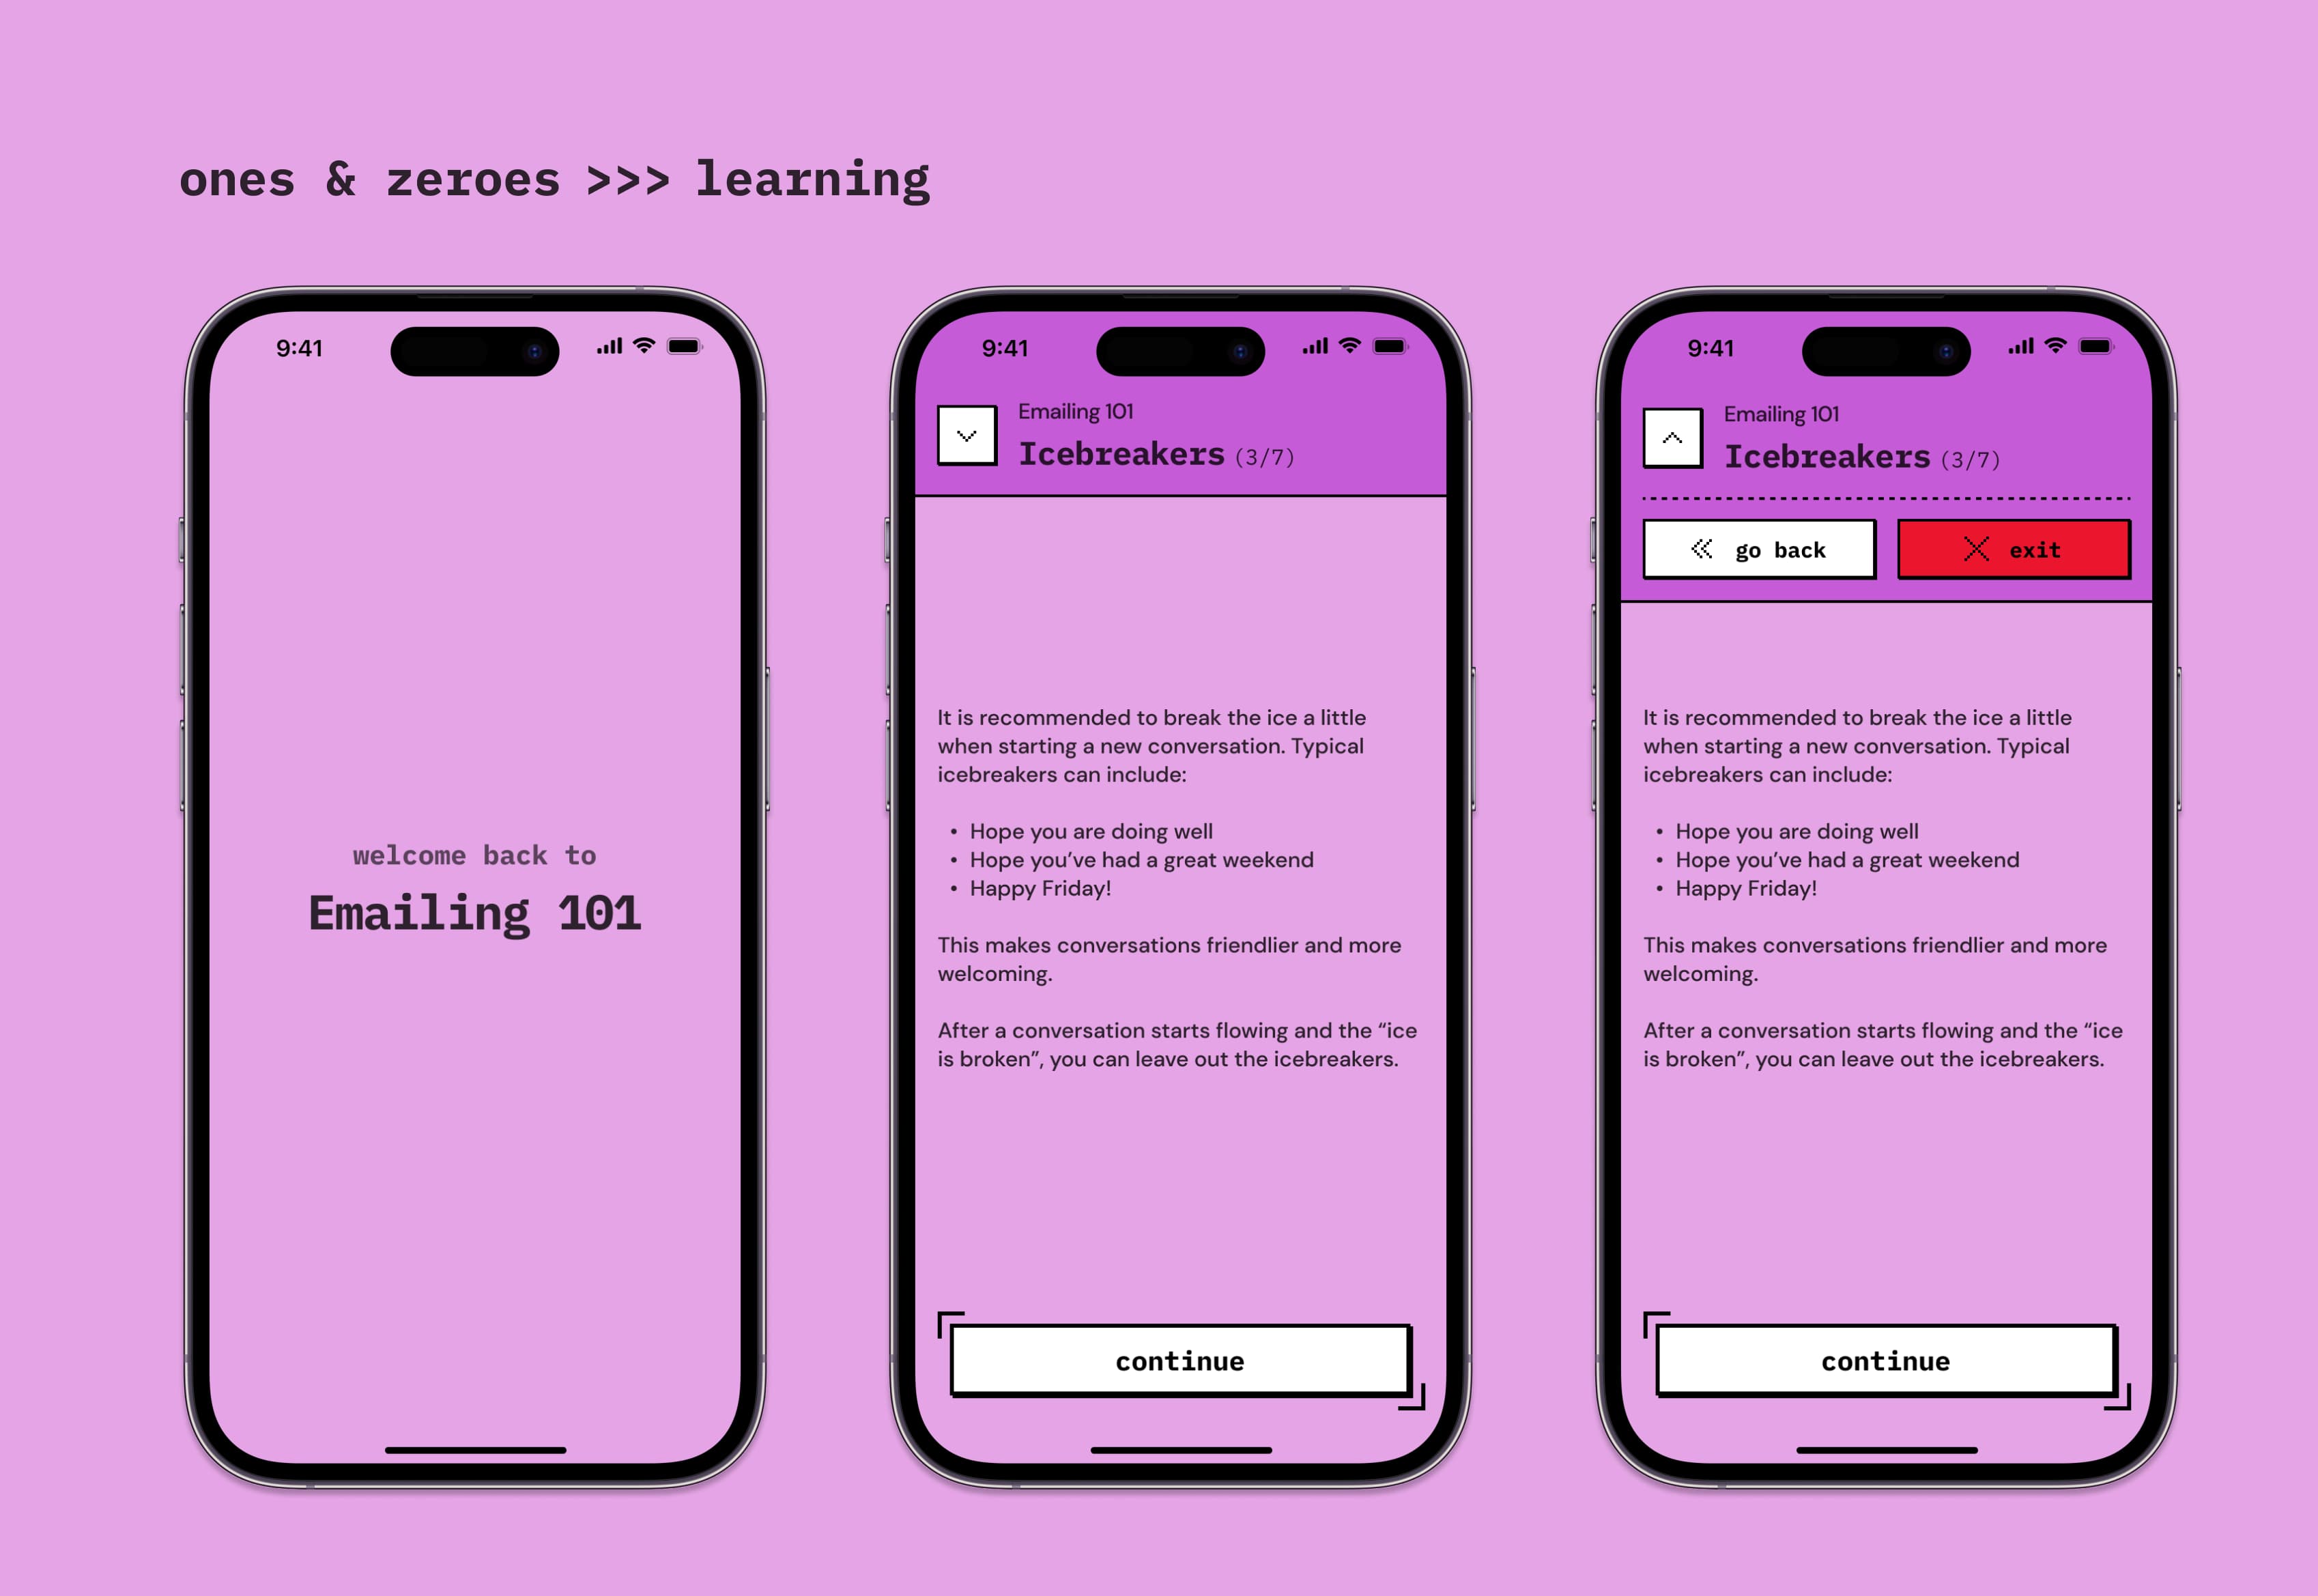 ones & zeroes >>> learning
9:41
welcome back to
Emailing 101
9:41
Emailing 101
Icebreakers (3/7)
It is recommended to break the ice a little
when starting a new conversation. Typical
icebreakers can include:
• Hope you are doing well
• Hope you’ve had a great weekend
• Happy Friday!
This makes conversations friendlier and more
welcoming.
After a conversation starts flowing and the “ice
is broken”, you can leave out the icebreakers.
continue
9:41
Emailing 101
Icebreakers (3/7)
go back
exit
It is recommended to break the ice a little
when starting a new conversation. Typical
icebreakers can include:
• Hope you are doing well
• Hope you’ve had a great weekend
• Happy Friday!
This makes conversations friendlier and more
welcoming.
After a conversation starts flowing and the “ice
is broken”, you can leave out the icebreakers.
continue